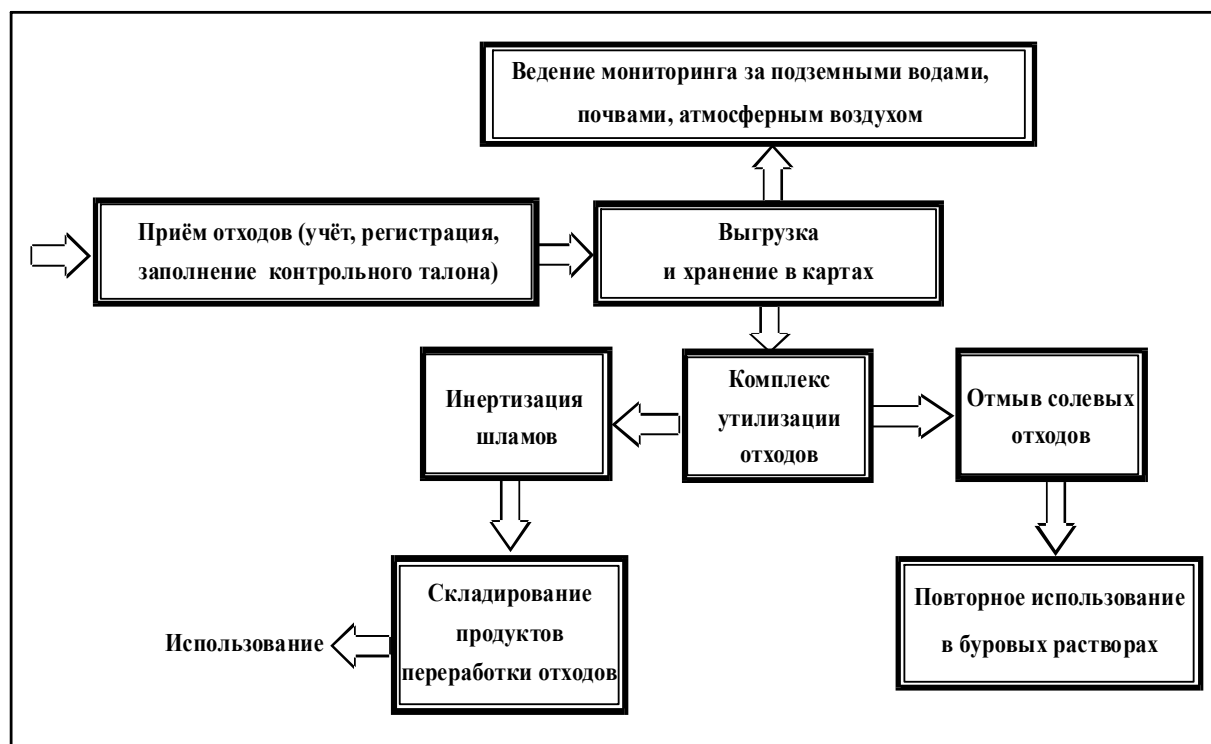 Ведение мониторинга за подземными водами,
почвами, атмосферным воздухом
Приём отходов (учёт, регистрация,
заполнение контрольного талона)
Выгрузка
и хранение в картах
Инертизация
шламов
Комплекс
утилизации
отходов
Отмыв солевых
отходов
Складирование
продуктов
переработки отходов
Использование
Повторное использование
в буровых растворах